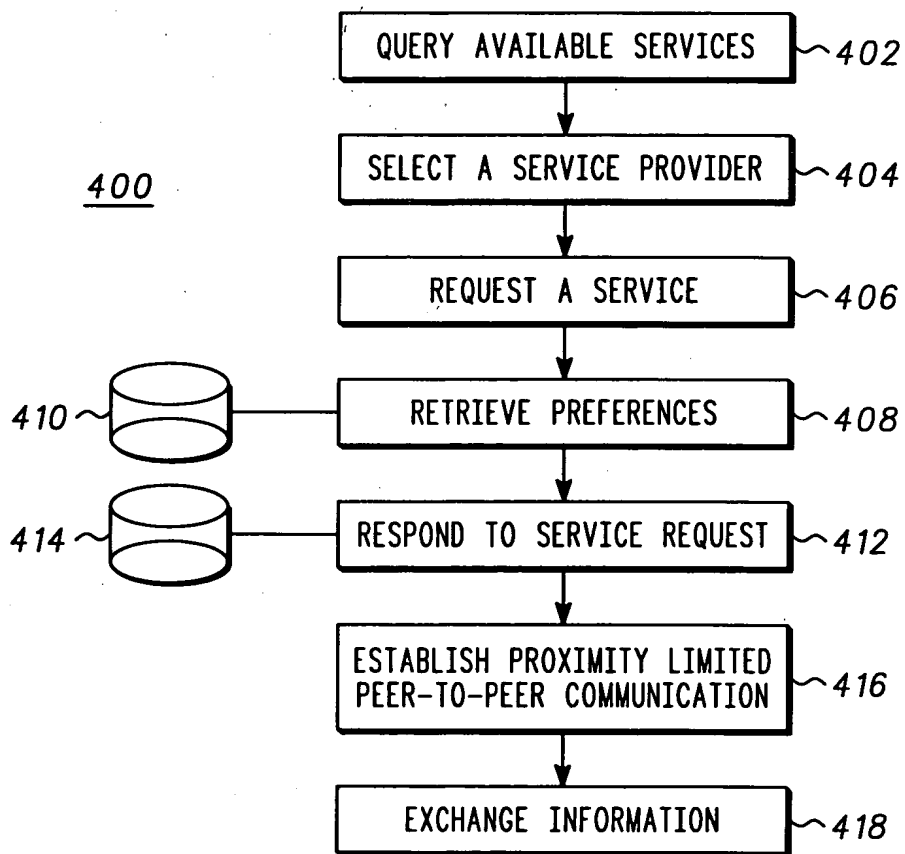 QUERY AVAILABLE SERVICES 402
400
SELECT A SERVICE PROVIDER 404
REQUEST A SERVICE 406
410 RETRIEVE PREFERENCES 408
414 RESPOND TO SERVICE REQUEST 412
ESTABLISH PROXIMITY LIMITED
PEER-TO-PEER COMMUNICATION 416
EXCHANGE INFORMATION 418